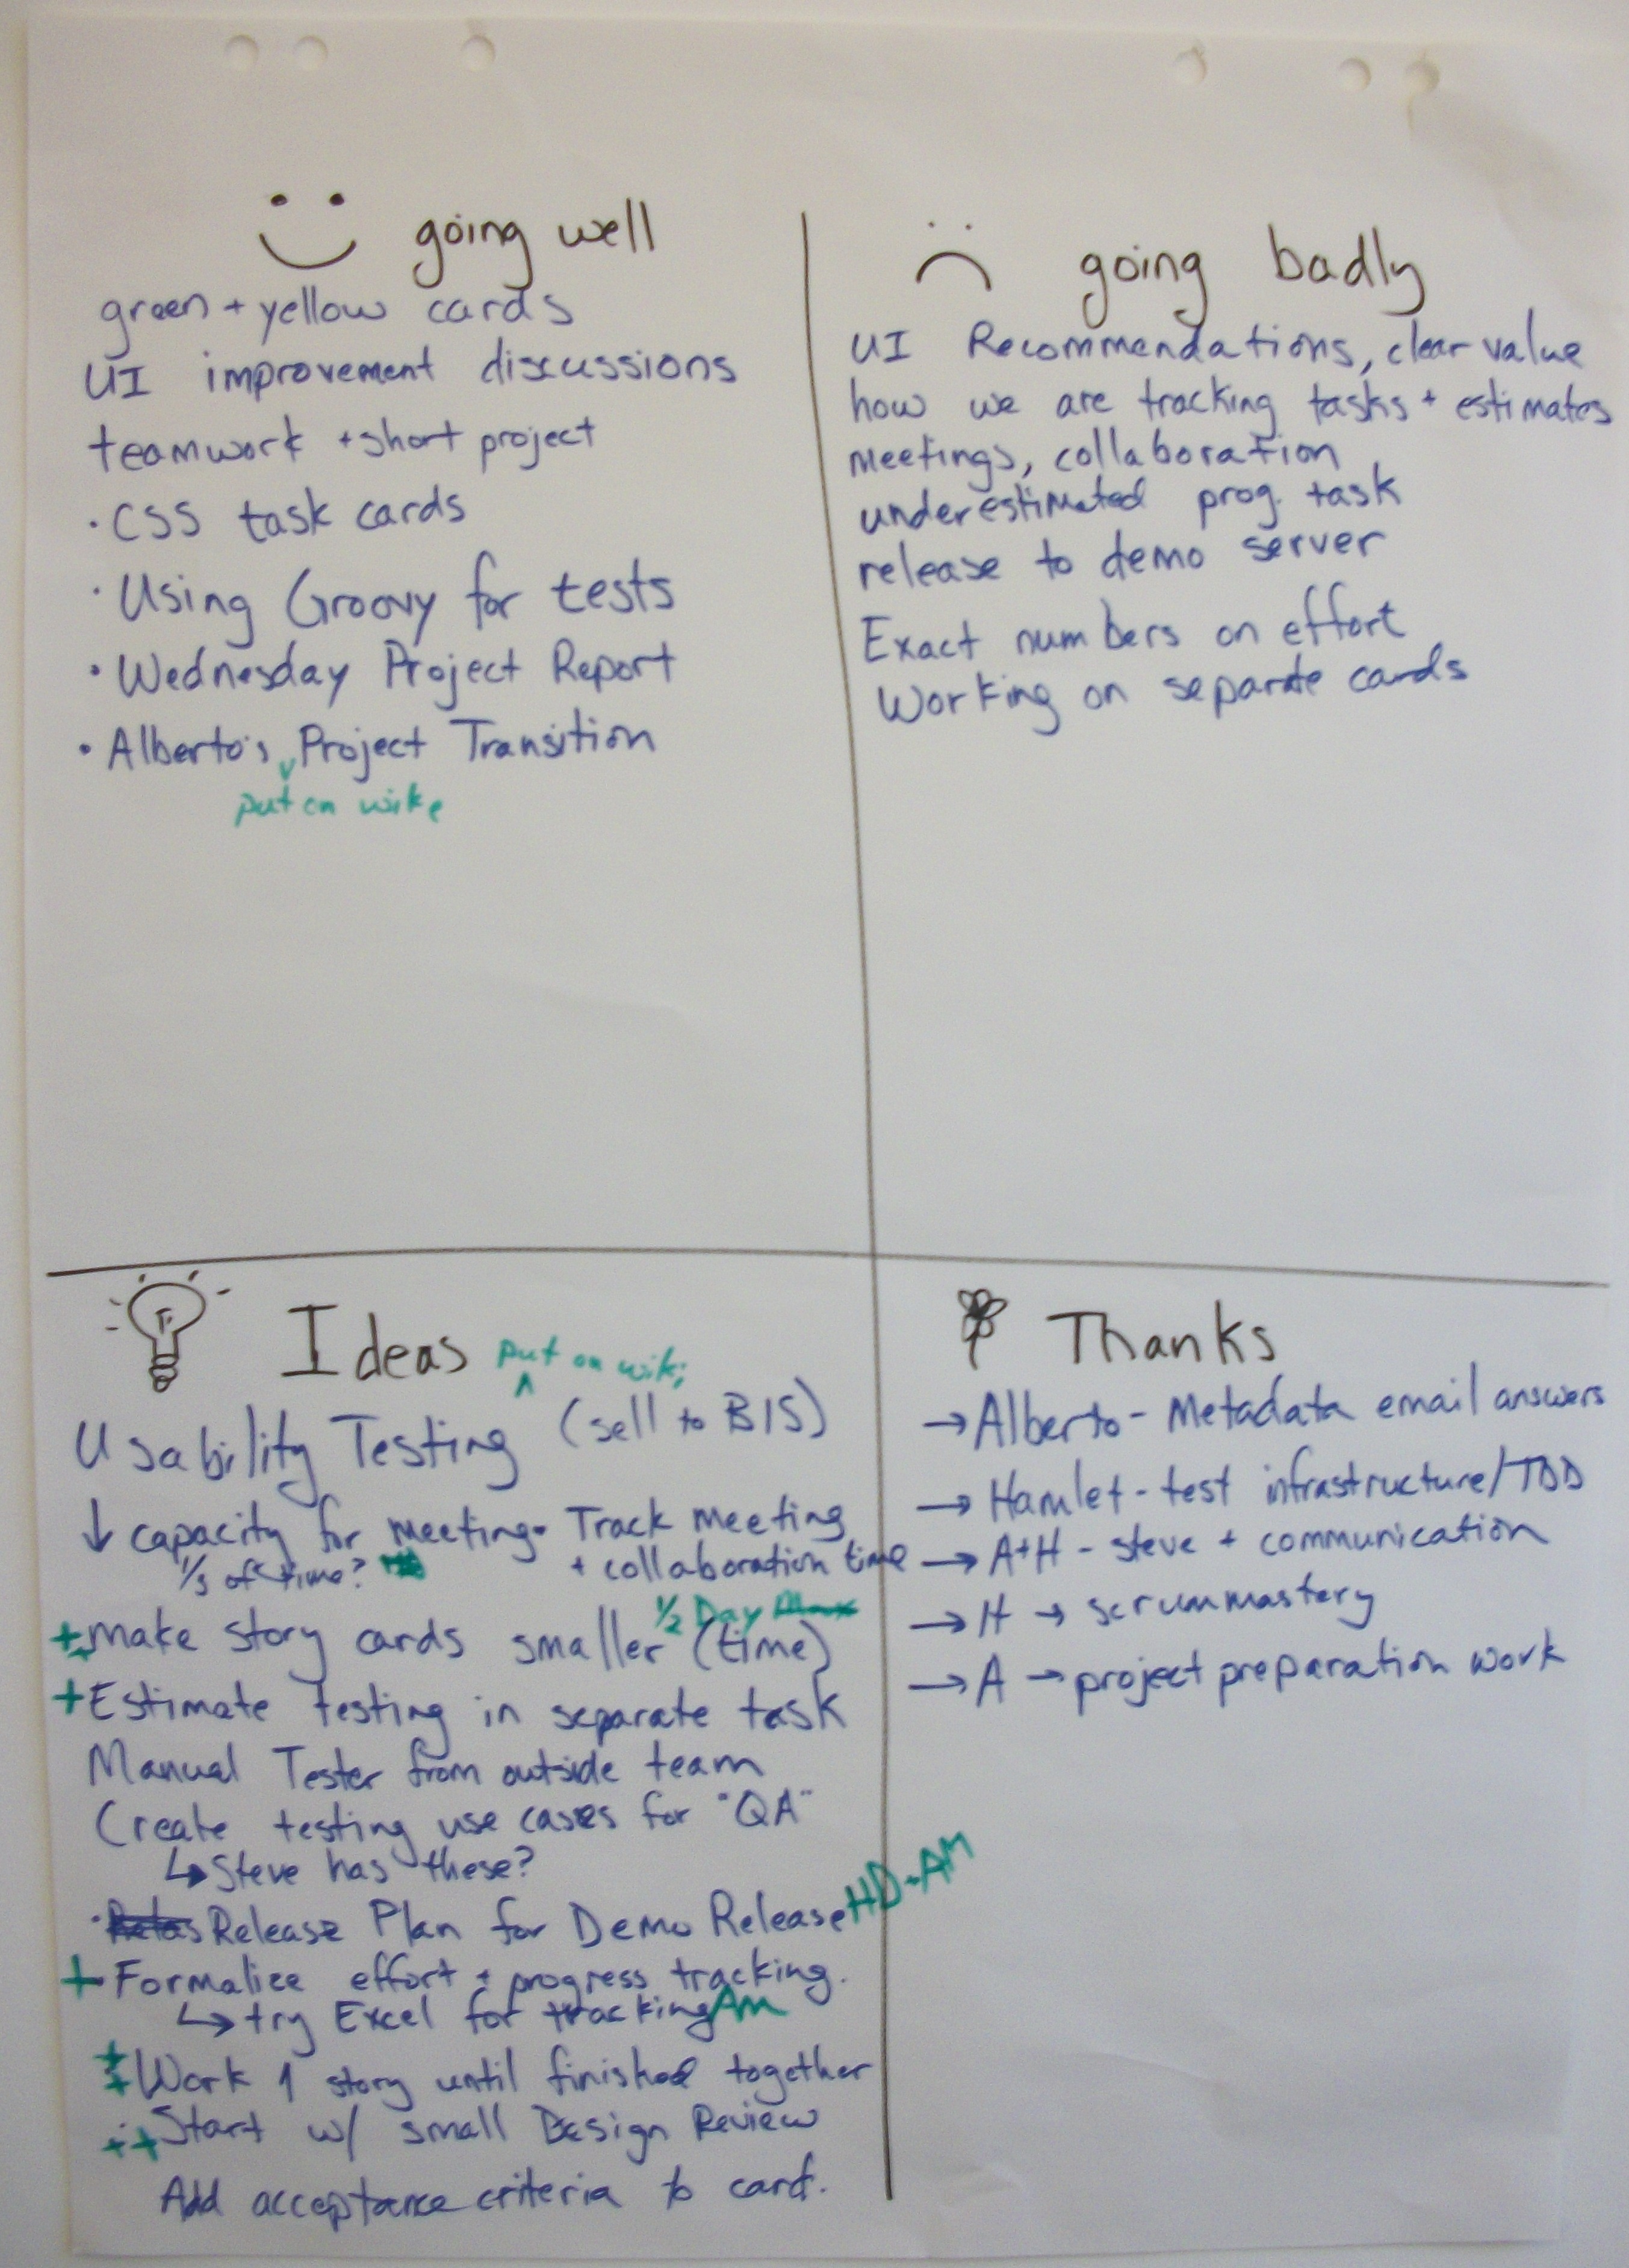 going well
green + yellow cards
UI improvement discussions
teamwork + short project
· CSS task cards
· Using Groovy for tests
· Wednesday Project Report
· Alberto's Project Transition
put on wiki
going badly
UI Recommendations, clear value
how we are tracking tasks + estimates
meetings, collaboration
underestimated prog. task
release to demo server
Exact numbers on effort
Working on separate cards
Ideas
put on wiki
Usability Testing (sell to BIS)
↓ capacity for meeting · Track meeting
1/3 of time? + collaboration time
1/2 Day Max
++ make story cards smaller (time)
+ Estimate testing in separate task
Manual Tester from outside team
Create testing use cases for "QA"
↳ Steve has these?
· Release Plan for Demo Release HD+AM
+ Formalize effort + progress tracking.
↳ try Excel for tracking AM
++ Work 1 story until finished together
++ Start w/ small Design Review
Add acceptance criteria to card.
Thanks
→ Alberto - Metadata email answers
→ Hamlet - test infrastructure/TDD
→ A+H - steve + communication
→ H → scrummastery
→ A → project preparation work